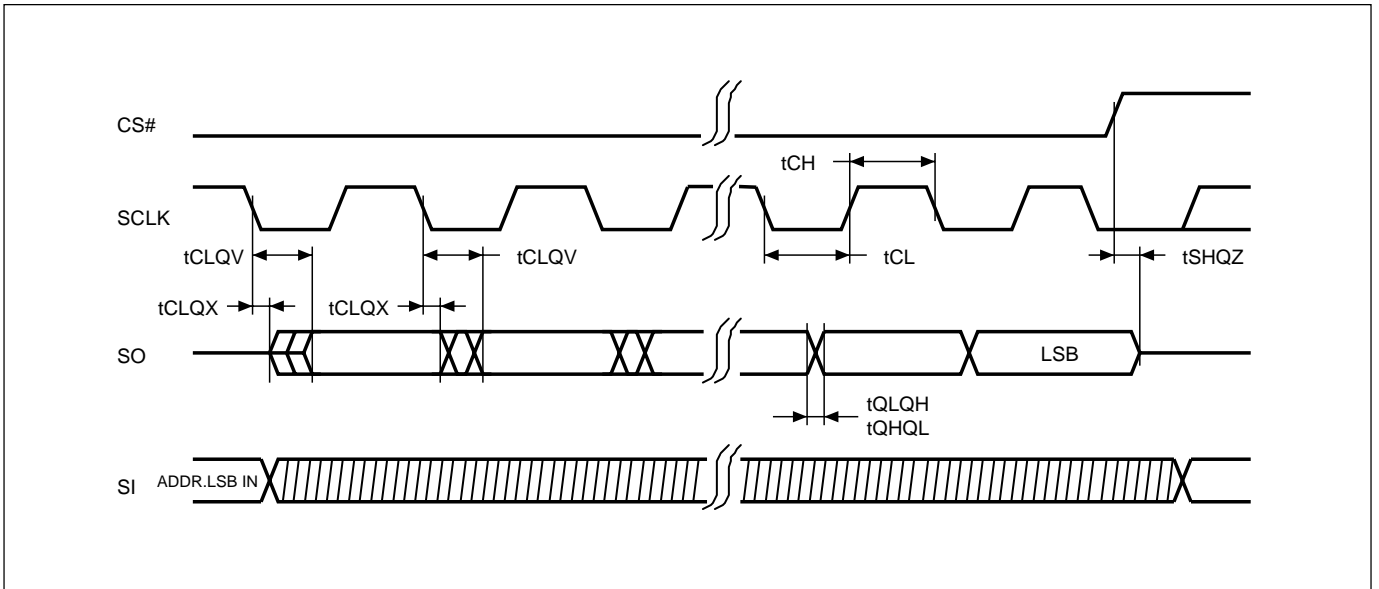 CS#
tCH
SCLK
tCLQV
tCLQV
tCL
tSHQZ
tCLQX
tCLQX
SO
LSB
tQLQH
tQHQL
SI
ADDR.LSB IN